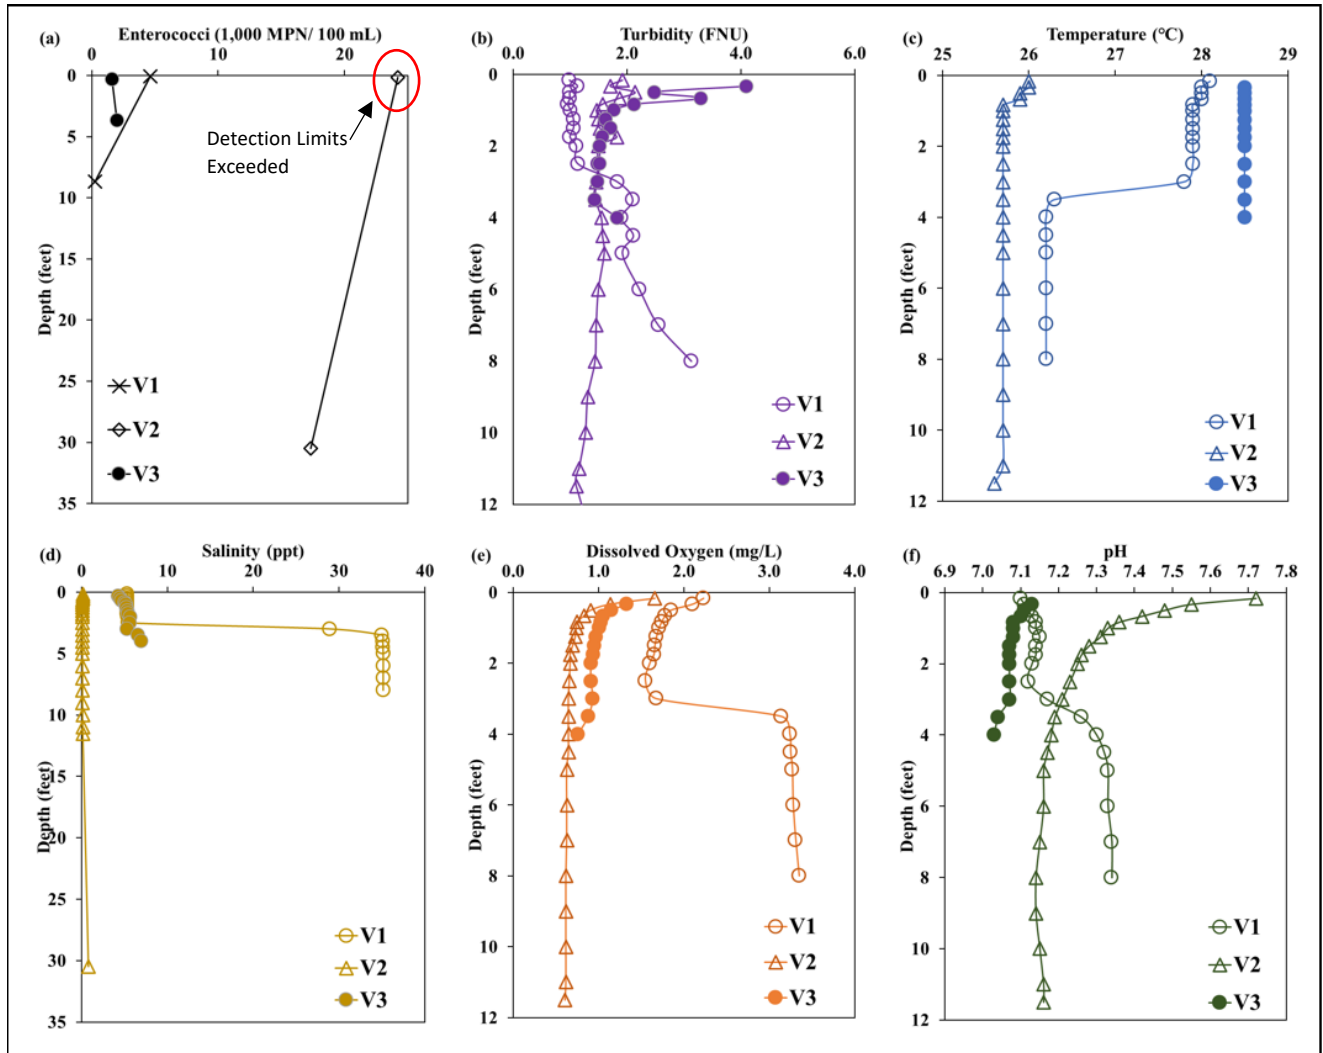 (a) Enterococci (1,000 MPN/ 100 mL)
0 10 20
0
5
10
15
20
25
30
35
Depth (feet)
Detection Limits
Exceeded
V1
V2
V3
(b) Turbidity (FNU)
0.0 2.0 4.0 6.0
0
2
4
6
8
10
12
Depth (feet)
V1
V2
V3
(c) Temperature (°C)
25 26 27 28 29
0
2
4
6
8
10
12
Depth (feet)
V1
V2
V3
(d) Salinity (ppt)
0 10 20 30 40
0
5
10
15
20
25
30
35
Depth (feet)
V1
V2
V3
(e) Dissolved Oxygen (mg/L)
0.0 1.0 2.0 3.0 4.0
0
2
4
6
8
10
12
Depth (feet)
V1
V2
V3
(f) pH
6.9 7.0 7.1 7.2 7.3 7.4 7.5 7.6 7.7 7.8
0
2
4
6
8
10
12
Depth (feet)
V1
V2
V3